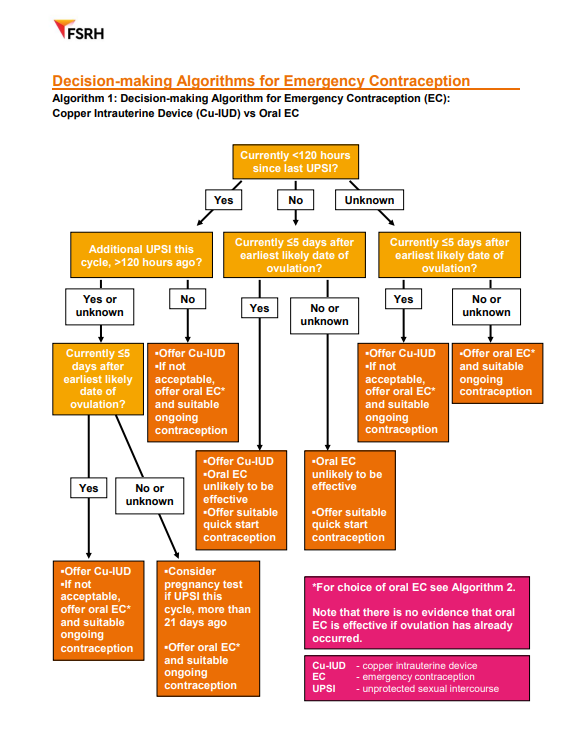 FSRH
Decision-making Algorithms for Emergency Contraception
Algorithm 1: Decision-making Algorithm for Emergency Contraception (EC):
Copper Intrauterine Device (Cu-IUD) vs Oral EC
Currently <120 hours
since last UPSI?
Yes
No
Unknown
Additional UPSI this
cycle, >120 hours ago?
Currently ≤5 days after
earliest likely date of
ovulation?
Currently ≤5 days after
earliest likely date of
ovulation?
Yes or
unknown
No
Yes
No or
unknown
Yes
No or
unknown
Currently ≤5
days after
earliest likely
date of
ovulation?
▪Offer Cu-IUD
▪If not
acceptable,
offer oral EC*
and suitable
ongoing
contraception
▪Offer Cu-IUD
▪If not
acceptable,
offer oral EC*
and suitable
ongoing
contraception
▪Offer oral EC*
and suitable
ongoing
contraception
▪Offer Cu-IUD
▪Oral EC
unlikely to be
effective
▪Offer suitable
quick start
contraception
▪Oral EC
unlikely to be
effective
▪Offer suitable
quick start
contraception
Yes
No or
unknown
▪Offer Cu-IUD
▪If not
acceptable,
offer oral EC*
and suitable
ongoing
contraception
▪Consider
pregnancy test
if UPSI this
cycle, more than
21 days ago
▪Offer oral EC*
and suitable
ongoing
contraception
*For choice of oral EC see Algorithm 2.
Note that there is no evidence that oral
EC is effective if ovulation has already
occurred.
Cu-IUD - copper intrauterine device
EC - emergency contraception
UPSI - unprotected sexual intercourse